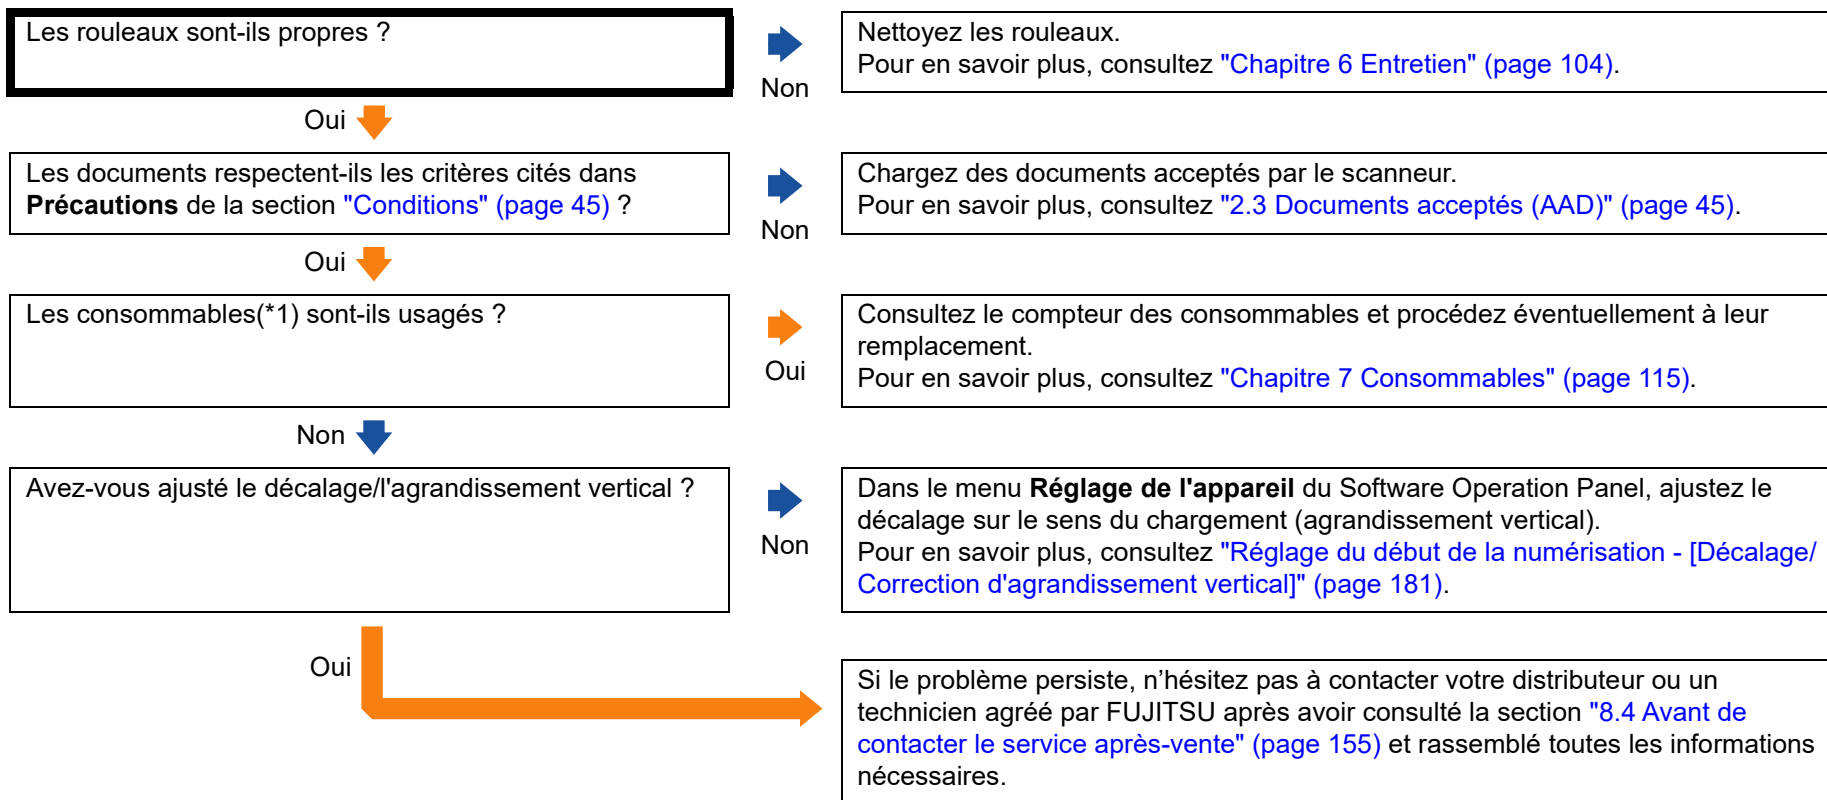 Les rouleaux sont-ils propres ?
Non
Nettoyez les rouleaux.
Pour en savoir plus, consultez "Chapitre 6 Entretien" (page 104).
Oui
Les documents respectent-ils les critères cités dans
Précautions de la section "Conditions" (page 45) ?
Non
Chargez des documents acceptés par le scanneur.
Pour en savoir plus, consultez "2.3 Documents acceptés (AAD)" (page 45).
Oui
Les consommables(*1) sont-ils usagés ?
Oui
Consultez le compteur des consommables et procédez éventuellement à leur
remplacement.
Pour en savoir plus, consultez "Chapitre 7 Consommables" (page 115).
Non
Avez-vous ajusté le décalage/l'agrandissement vertical ?
Non
Dans le menu Réglage de l'appareil du Software Operation Panel, ajustez le
décalage sur le sens du chargement (agrandissement vertical).
Pour en savoir plus, consultez "Réglage du début de la numérisation - [Décalage/
Correction d'agrandissement vertical]" (page 181).
Oui
Si le problème persiste, n’hésitez pas à contacter votre distributeur ou un
technicien agréé par FUJITSU après avoir consulté la section "8.4 Avant de
contacter le service après-vente" (page 155) et rassemblé toutes les informations
nécessaires.